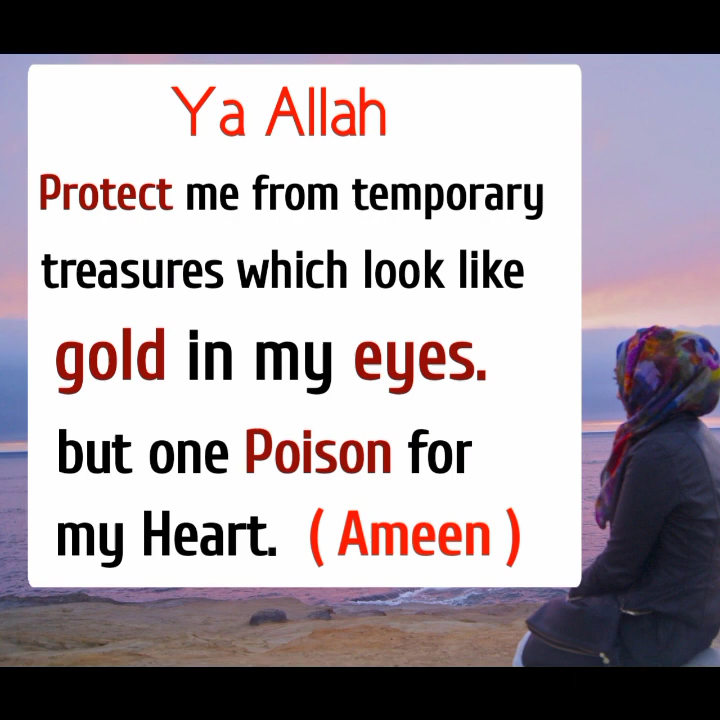 Ya Allah
Protect me from temporary
treasures which look like
gold in my eyes.
but one Poison for
my Heart. ( Ameen )